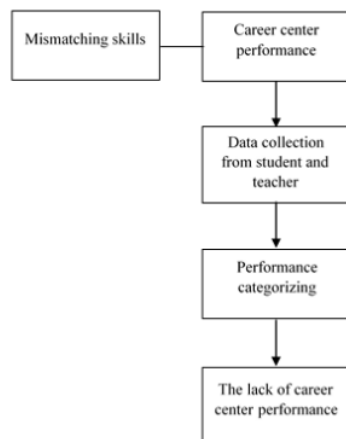 Mismatching skills
Career center
performance
Data collection
from student and
teacher
Performance
categorizing
The lack of career
center performance